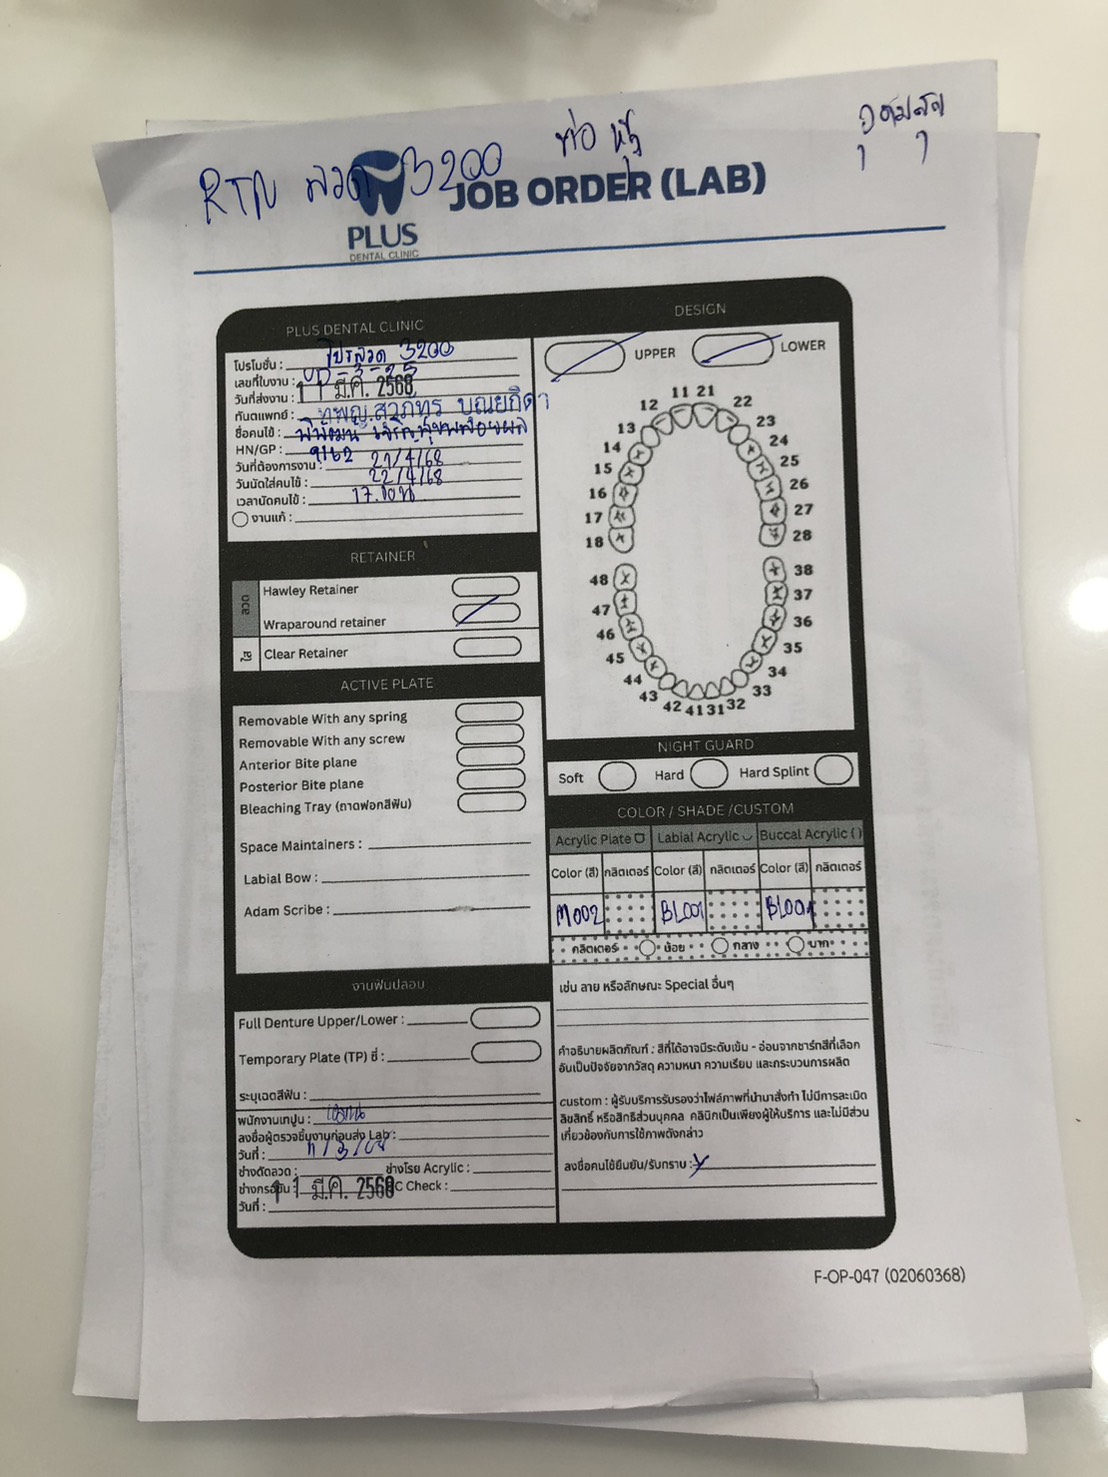 RTN ลวด 3200
อุดมสุข
JOB ORDER (LAB)
PLUS
DENTAL CLINIC
PLUS DENTAL CLINIC
โปรโมชั่น : โปรลวด 3200
เลขที่ใบงาน : UD-3-25
วันที่ส่งงาน : 11 มี.ค. 2568
ทันตแพทย์ : ทพญ.สุภัทร
ชื่อคนไข้ :
HN/GP : 9162
วันที่ต้องการงาน : 21/4/68
วันนัดใส่คนไข้ : 22/4/68
เวลานัดคนไข้ : 17.00น
งานแก้ :
DESIGN
UPPER
LOWER
11 21
12 22
13 23
14 24
15 25
16 26
17 27
18 28
48 38
47 37
46 36
45 35
44 34
43 33
42 41 31 32
RETAINER
ลวด
Hawley Retainer
Wraparound retainer
ใส
Clear Retainer
ACTIVE PLATE
Removable With any spring
Removable With any screw
Anterior Bite plane
Posterior Bite plane
Bleaching Tray (ถาดฟอกสีฟัน)
Space Maintainers :
Labial Bow :
Adam Scribe :
NIGHT GUARD
Soft Hard Hard Splint
COLOR / SHADE /CUSTOM
Acrylic Plate Labial Acrylic Buccal Acrylic ( )
Color (สี) กลิตเตอร์ Color (สี) กลิตเตอร์ Color (สี) กลิตเตอร์
M002 BL001 BL001
กลิตเตอร์ น้อย กลาง มาก
เช่น ลาย หรือลักษณะ Special อื่นๆ
คำอธิบายผลิตภัณฑ์ : สีที่ได้อาจมีระดับเข้ม - อ่อนจากชาร์ทสีที่เลือก
อันเป็นปัจจัยจากวัสดุ ความหนา ความเรียบ และกระบวนการผลิต
custom : ผู้รับบริการรับรองว่าไฟล์ภาพที่นำมาสั่งทำ ไม่มีการละเมิด
ลิขสิทธิ์ หรือสิทธิส่วนบุคคล คลินิกเป็นเพียงผู้ให้บริการ และไม่มีส่วน
เกี่ยวข้องกับการใช้ภาพดังกล่าว
ลงชื่อคนไข้ยืนยัน/รับทราบ :
งานฟันปลอม
Full Denture Upper/Lower :
Temporary Plate (TP) ซี่ :
ระบุเฉดสีฟัน :
พนักงานเทปูน :
ลงชื่อผู้ตรวจชิ้นงานก่อนส่ง Lab :
วันที่ : 11/3/68
ช่างดัดลวด : ช่างโรย Acrylic :
ช่างกรอขัด : QC Check :
11 มี.ค. 2568
วันที่ :
F-OP-047 (02060368)